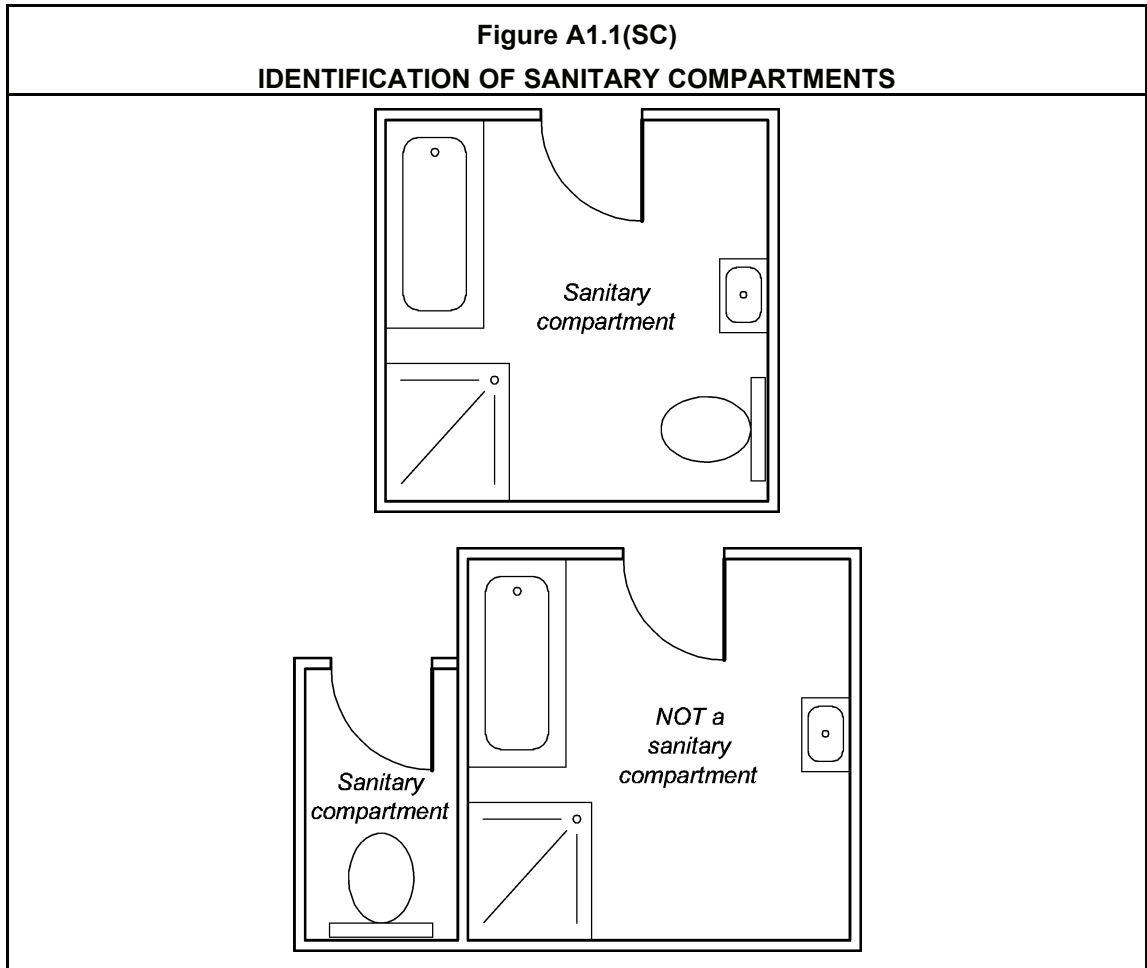 Figure A1.1(SC)
IDENTIFICATION OF SANITARY COMPARTMENTS
Sanitary
compartment
NOT a
sanitary
compartment
Sanitary
compartment